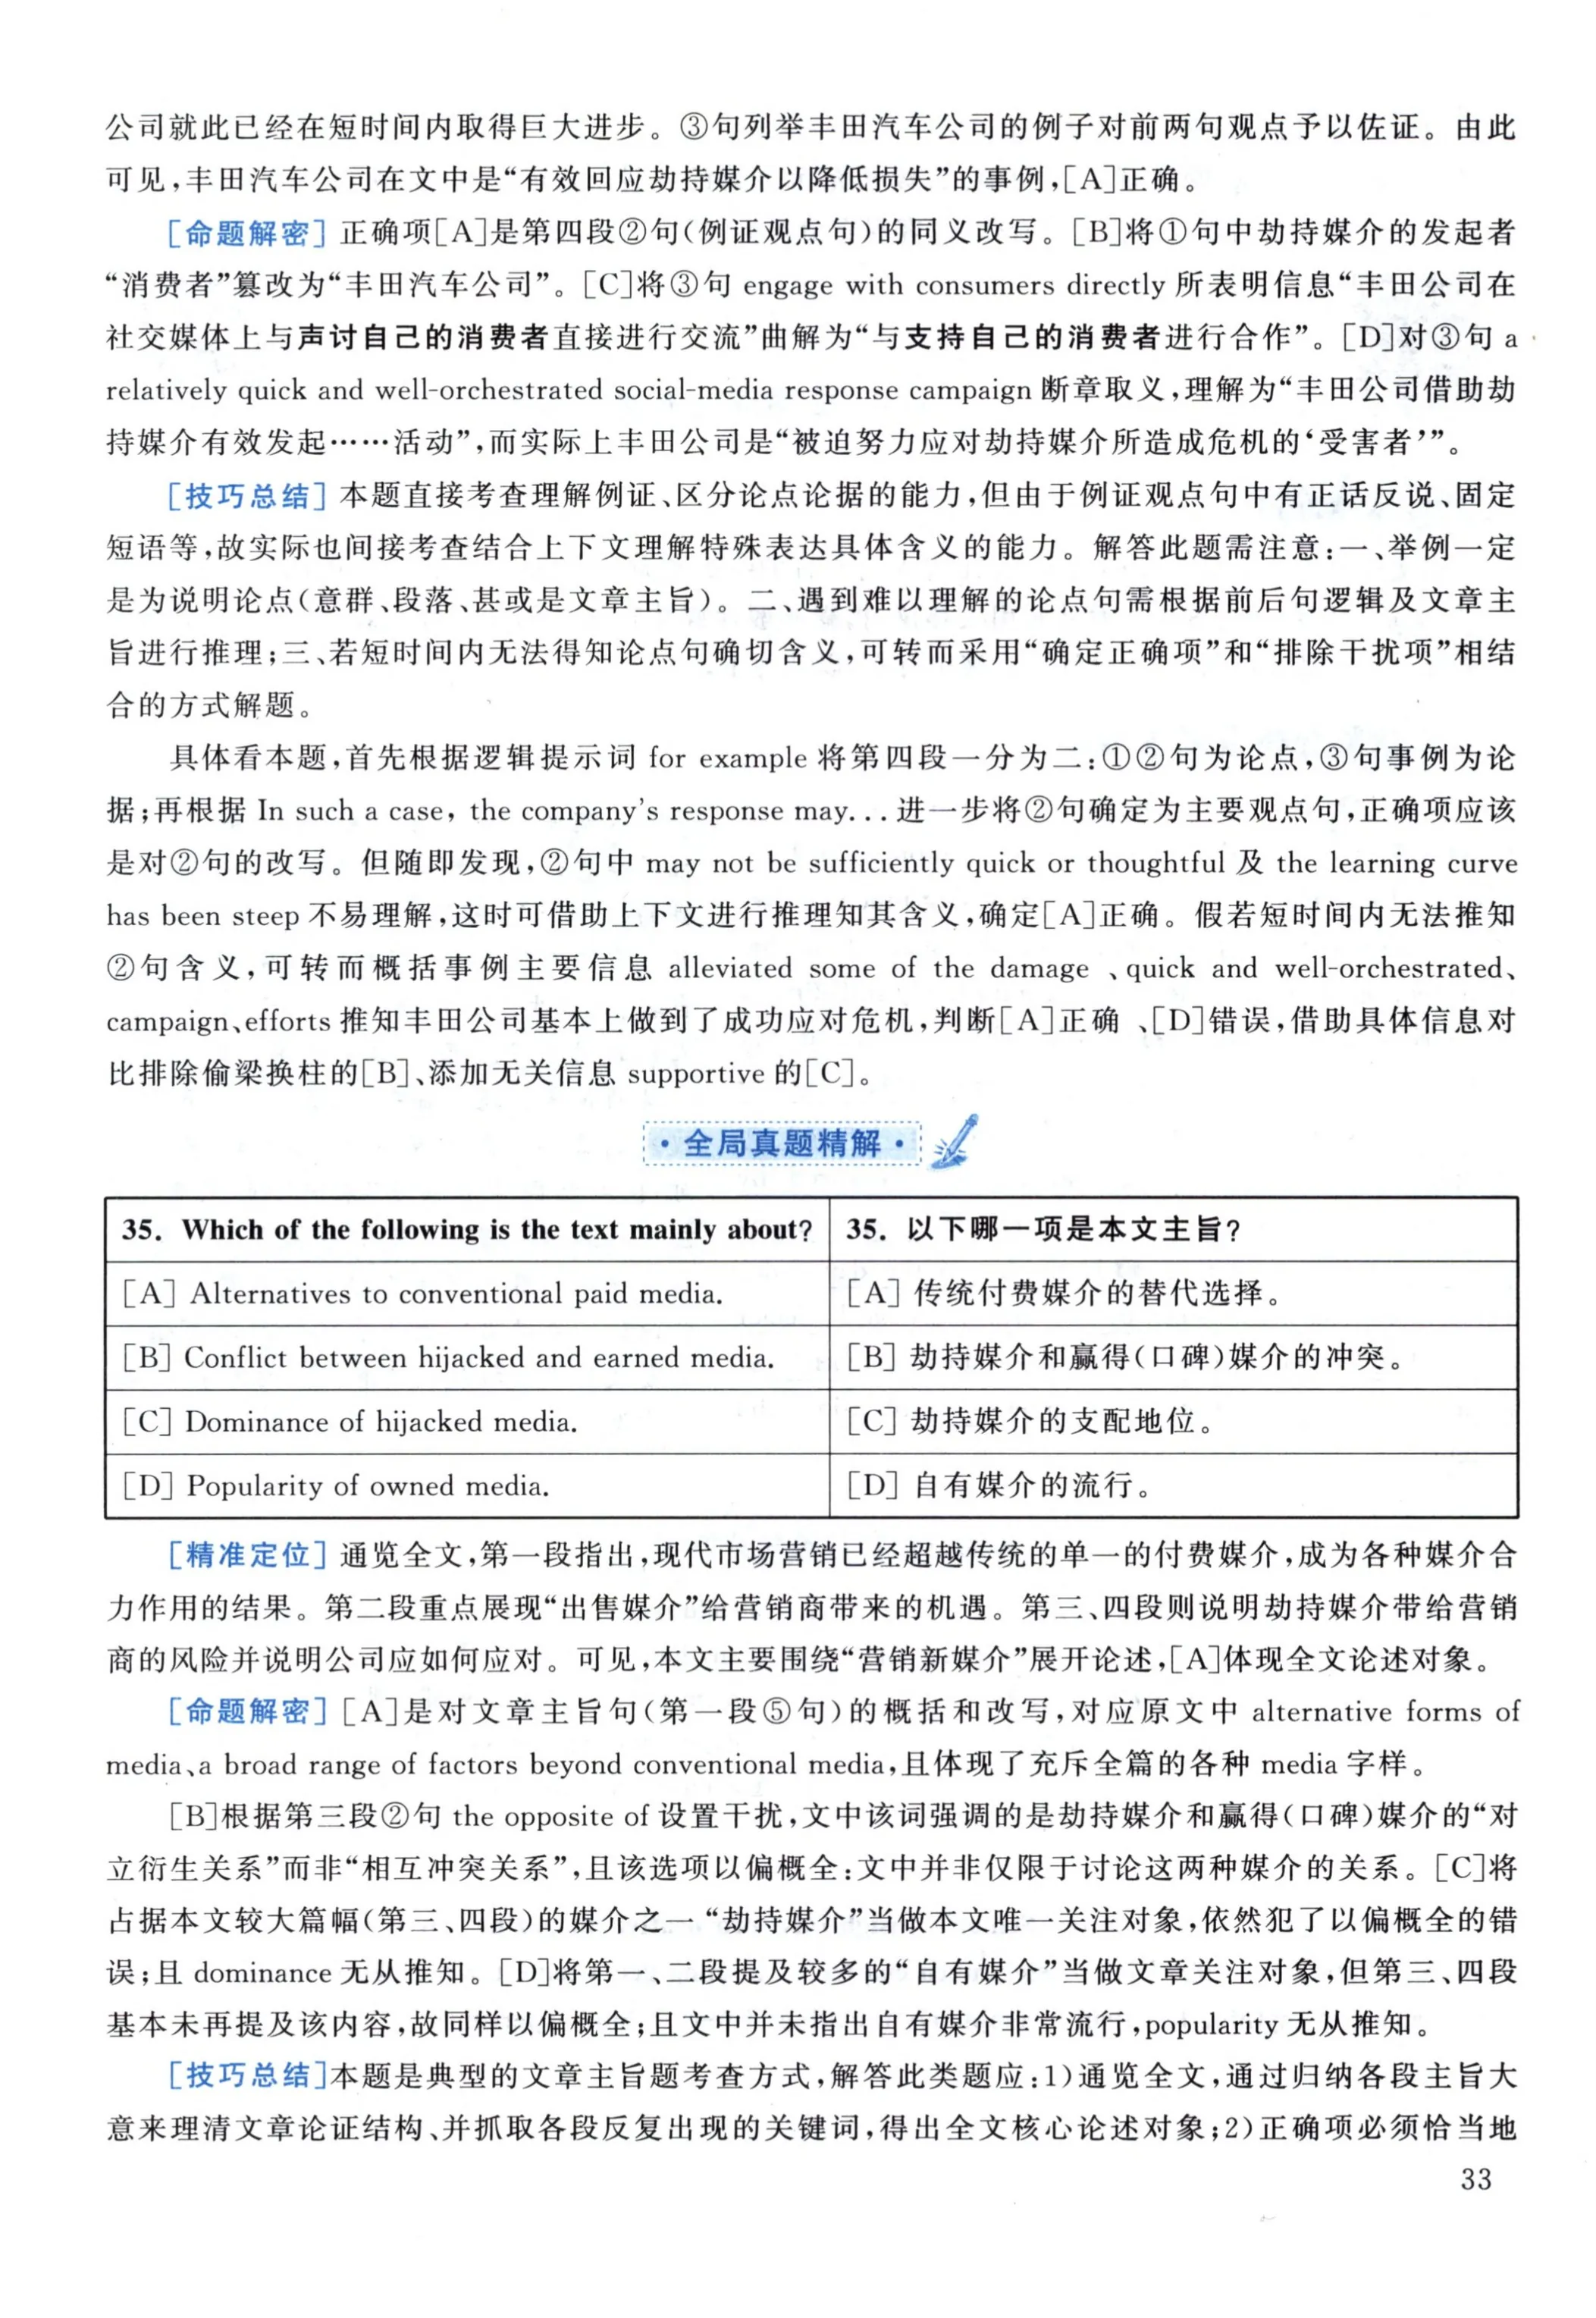 公司就此已经在短时间内取得巨大进步。③句列举丰田汽车公司的例子对前两句观点予以佐证。由此
可见,丰田汽车公司在文中是“有效回应劫持媒介以降低损失”的事例,[A]正确。
[命题解密] 正确项[A]是第四段②句(例证观点句)的同义改写。[B]将①句中劫持媒介的发起者
“消费者”篡改为“丰田汽车公司”。[C]将③句 engage with consumers directly 所表明信息“丰田公司在
社交媒体上与声讨自己的消费者直接进行交流”曲解为“与支持自己的消费者进行合作”。[D]对③句 a
relatively quick and well-orchestrated social-media response campaign 断章取义,理解为“丰田公司借助劫
持媒介有效发起……活动”,而实际上丰田公司是“被迫努力应对劫持媒介所造成危机的‘受害者’”。
[技巧总结] 本题直接考查理解例证、区分论点论据的能力,但由于例证观点句中有正话反说、固定
短语等,故实际也间接考查结合上下文理解特殊表达具体含义的能力。解答此题需注意:一、举例一定
是为说明论点(意群、段落、甚或是文章主旨)。二、遇到难以理解的论点句需根据前后句逻辑及文章主
旨进行推理;三、若短时间内无法得知论点句确切含义,可转而采用“确定正确项”和“排除干扰项”相结
合的方式解题。
具体看本题,首先根据逻辑提示词 for example 将第四段一分为二:①②句为论点,③句事例为论
据;再根据 In such a case, the company's response may... 进一步将②句确定为主要观点句,正确项应该
是对②句的改写。但随即发现,②句中 may not be sufficiently quick or thoughtful 及 the learning curve
has been steep 不易理解,这时可借助上下文进行推理知其含义,确定[A]正确。假若短时间内无法推知
②句含义,可转而概括事例主要信息 alleviated some of the damage 、quick and well-orchestrated、
campaign、efforts 推知丰田公司基本上做到了成功应对危机,判断[A]正确 、[D]错误,借助具体信息对
比排除偷梁换柱的[B]、添加无关信息 supportive 的[C]。
· 全局真题精解 ·
35. Which of the following is the text mainly about? 35. 以下哪一项是本文主旨?
[A] Alternatives to conventional paid media. [A] 传统付费媒介的替代选择。
[B] Conflict between hijacked and earned media. [B] 劫持媒介和赢得(口碑)媒介的冲突。
[C] Dominance of hijacked media. [C] 劫持媒介的支配地位。
[D] Popularity of owned media. [D] 自有媒介的流行。
[精准定位] 通览全文,第一段指出,现代市场营销已经超越传统的单一的付费媒介,成为各种媒介合
力作用的结果。第二段重点展现“出售媒介”给营销商带来的机遇。第三、四段则说明劫持媒介带给营销
商的风险并说明公司应如何应对。可见,本文主要围绕“营销新媒介”展开论述,[A]体现全文论述对象。
[命题解密] [A]是对文章主旨句(第一段⑤句)的概括和改写,对应原文中 alternative forms of
media、a broad range of factors beyond conventional media,且体现了充斥全篇的各种 media 字样。
[B]根据第三段②句 the opposite of 设置干扰,文中该词强调的是劫持媒介和赢得(口碑)媒介的“对
立衍生关系”而非“相互冲突关系”,且该选项以偏概全:文中并非仅限于讨论这两种媒介的关系。[C]将
占据本文较大篇幅(第三、四段)的媒介之一“劫持媒介”当做本文唯一关注对象,依然犯了以偏概全的错
误;且 dominance 无从推知。[D]将第一、二段提及较多的“自有媒介”当做文章关注对象,但第三、四段
基本未再提及该内容,故同样以偏概全;且文中并未指出自有媒介非常流行,popularity 无从推知。
[技巧总结]本题是典型的文章主旨题考查方式,解答此类题应:1)通览全文,通过归纳各段主旨大
意来理清文章论证结构、并抓取各段反复出现的关键词,得出全文核心论述对象;2)正确项必须恰当地
33